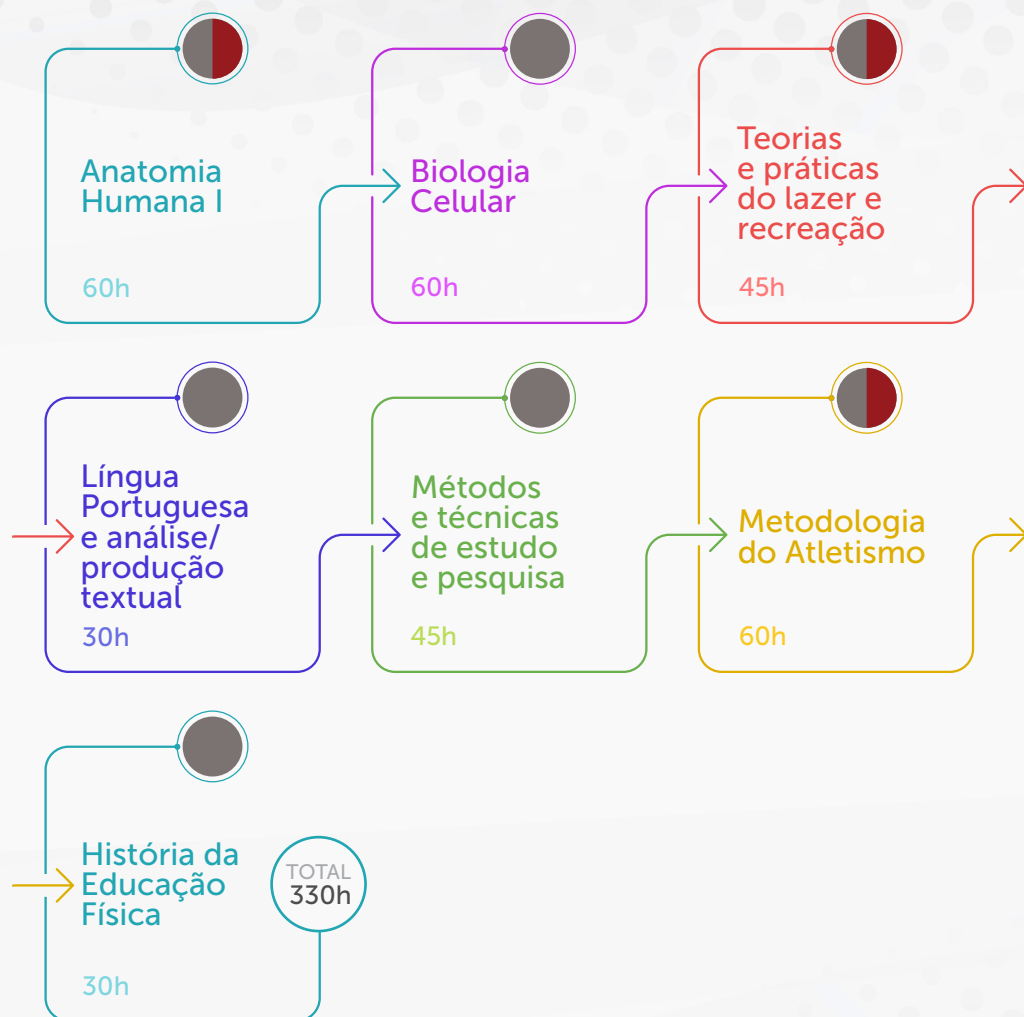 Anatomia
Humana I
60h
Biologia
Celular
60h
Teorias
e práticas
do lazer e
recreação
45h
Língua
Portuguesa
e análise/
produção
textual
30h
Métodos
e técnicas
de estudo
e pesquisa
45h
Metodologia
do Atletismo
60h
História da
Educação
Física
30h
TOTAL
330h